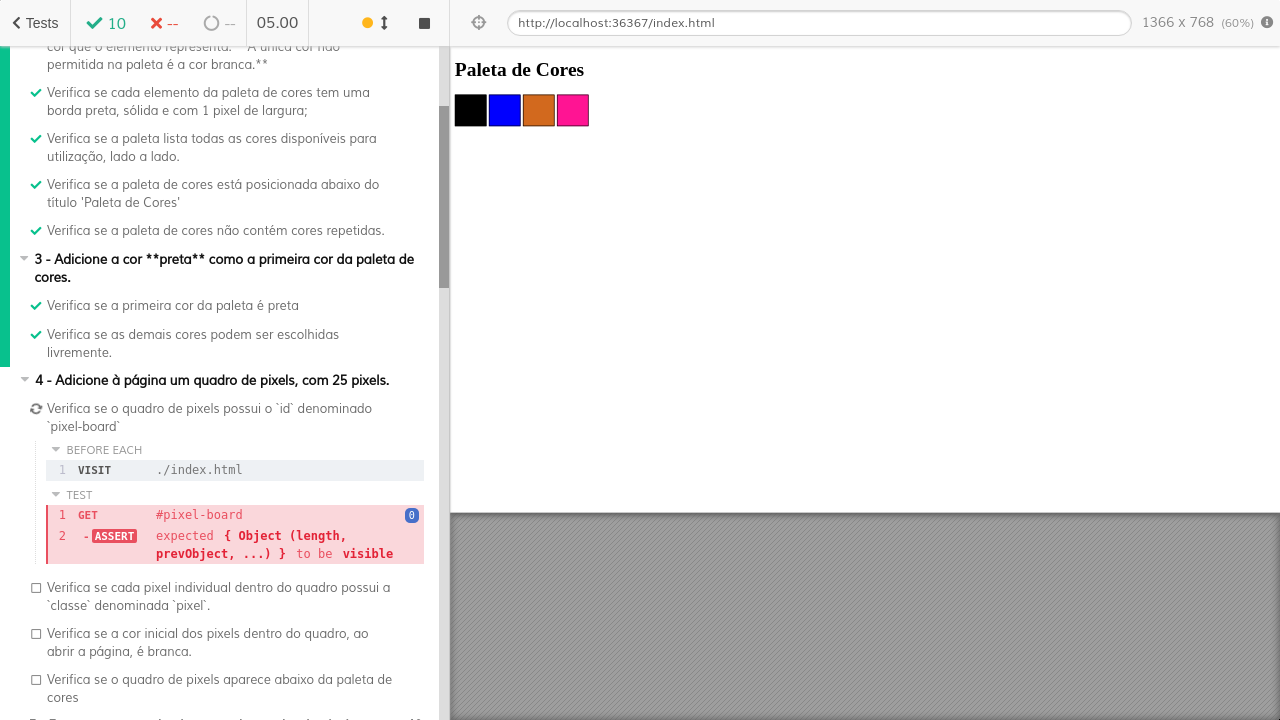 Tests
10
--
--
05.00
http://localhost:36367/index.html
1366 x 768 (60%)
cor que o elemento representa. **A única cor não
permitida na paleta é a cor branca.**
Verifica se cada elemento da paleta de cores tem uma
borda preta, sólida e com 1 pixel de largura;
Verifica se a paleta lista todas as cores disponíveis para
utilização, lado a lado.
Verifica se a paleta de cores está posicionada abaixo do
título 'Paleta de Cores'
Verifica se a paleta de cores não contém cores repetidas.
3 - Adicione a cor **preta** como a primeira cor da paleta de
cores.
Verifica se a primeira cor da paleta é preta
Verifica se as demais cores podem ser escolhidas
livremente.
4 - Adicione à página um quadro de pixels, com 25 pixels.
Verifica se o quadro de pixels possui o `id` denominado
`pixel-board`
BEFORE EACH
1 VISIT ./index.html
TEST
1 GET #pixel-board 0
2 -ASSERT expected { Object (length,
prevObject, ...) } to be visible
Verifica se cada pixel individual dentro do quadro possui a
`classe` denominada `pixel`.
Verifica se a cor inicial dos pixels dentro do quadro, ao
abrir a página, é branca.
Verifica se o quadro de pixels aparece abaixo da paleta de
cores
Paleta de Cores